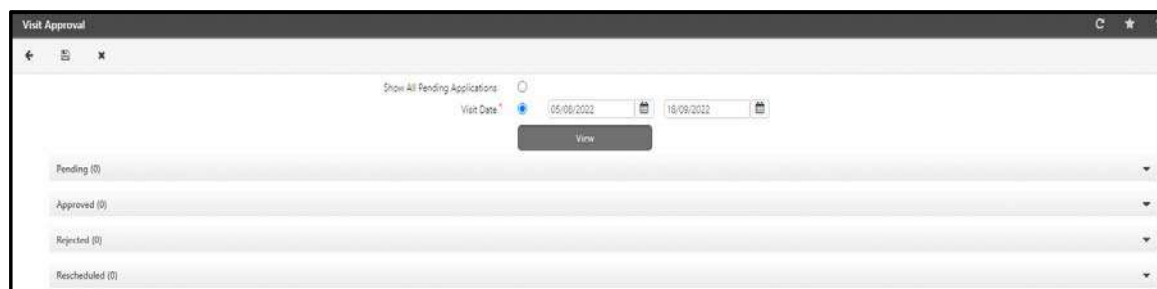 Visit Approval
Show All Pending Applications
Visit Date * 05/08/2022 18/09/2022
View
Pending (0)
Approved (0)
Rejected (0)
Rescheduled (0)